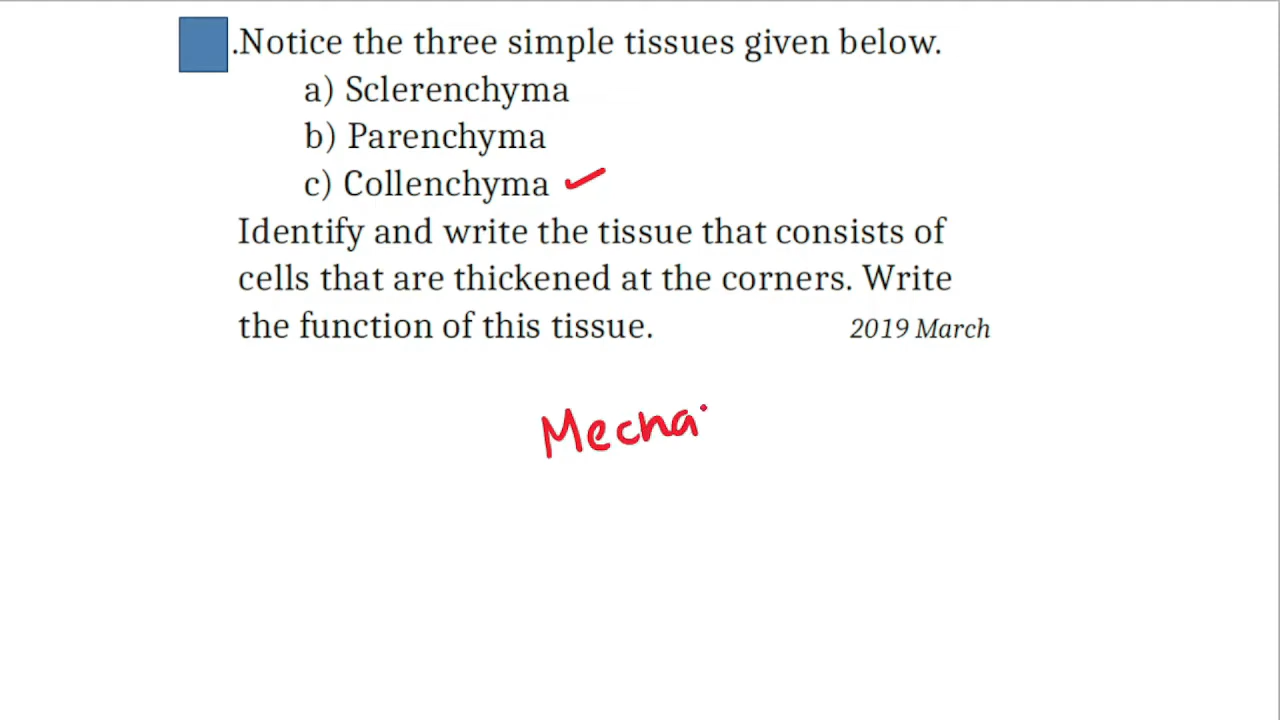 .Notice the three simple tissues given below.
a) Sclerenchyma
b) Parenchyma
c) Collenchyma
Identify and write the tissue that consists of
cells that are thickened at the corners. Write
the function of this tissue. 2019 March
Mecha